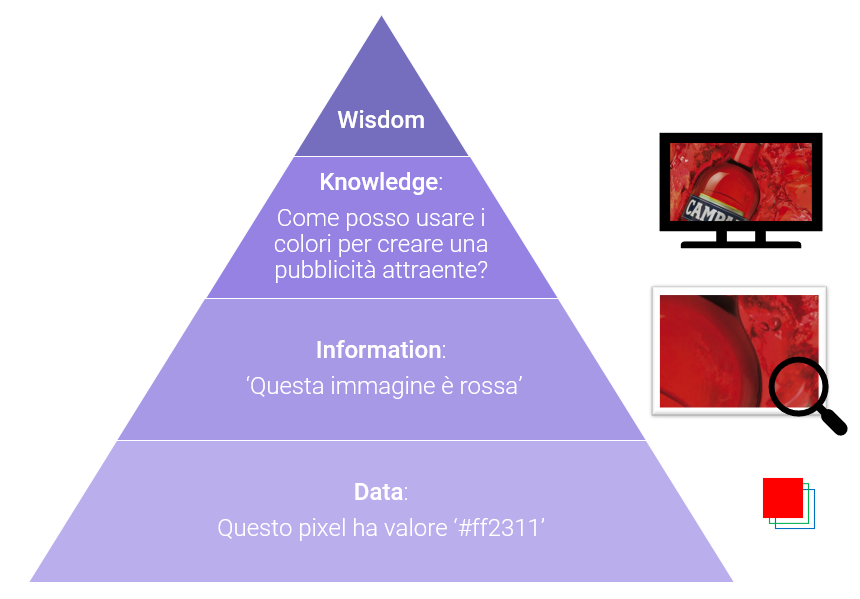 Wisdom
Knowledge:
Come posso usare i
colori per creare una
pubblicità attraente?
Information:
‘Questa immagine è rossa’
Data:
Questo pixel ha valore ‘#ff2311’
CAMPA